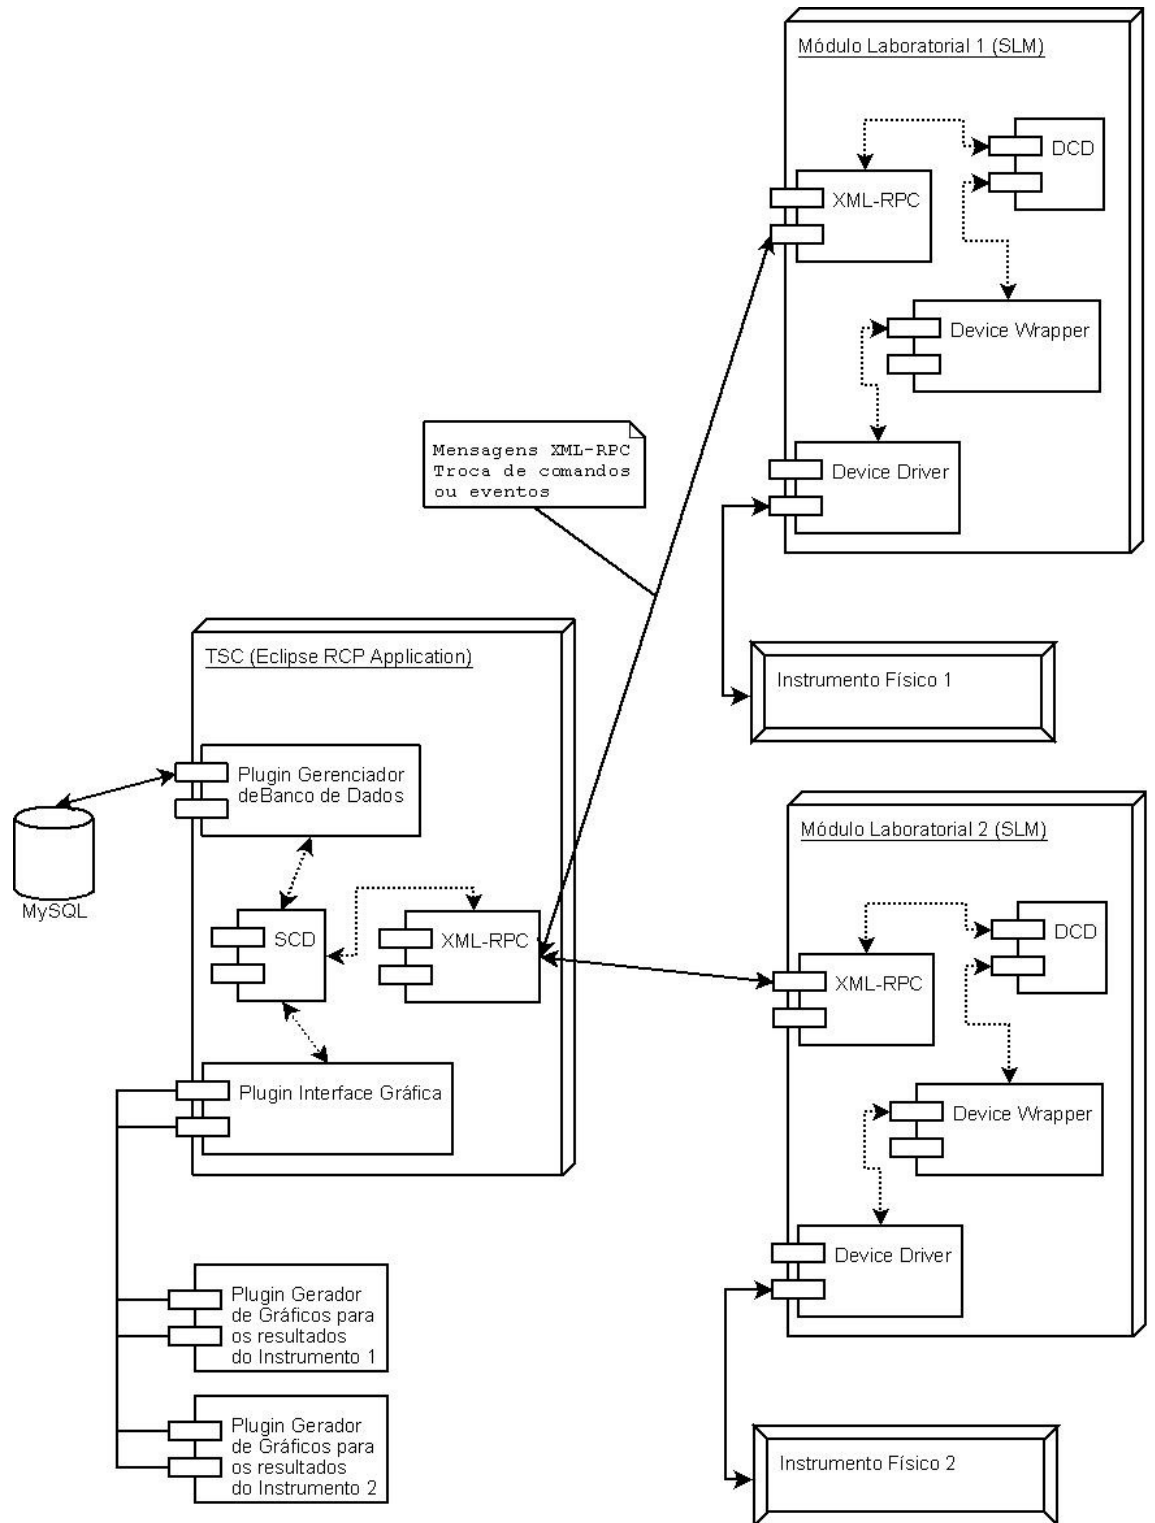 Módulo Laboratorial 1 (SLM)
DCD
XML-RPC
Device Wrapper
Device Driver
Instrumento Físico 1
Mensagens XML-RPC
Troca de comandos
ou eventos
TSC (Eclipse RCP Application)
Plugin Gerenciador
deBanco de Dados
MySQL
SCD
XML-RPC
Plugin Interface Gráfica
Plugin Gerador
de Gráficos para
os resultados
do Instrumento 1
Plugin Gerador
de Gráficos para
os resultados
do Instrumento 2
Módulo Laboratorial 2 (SLM)
DCD
XML-RPC
Device Wrapper
Device Driver
Instrumento Físico 2